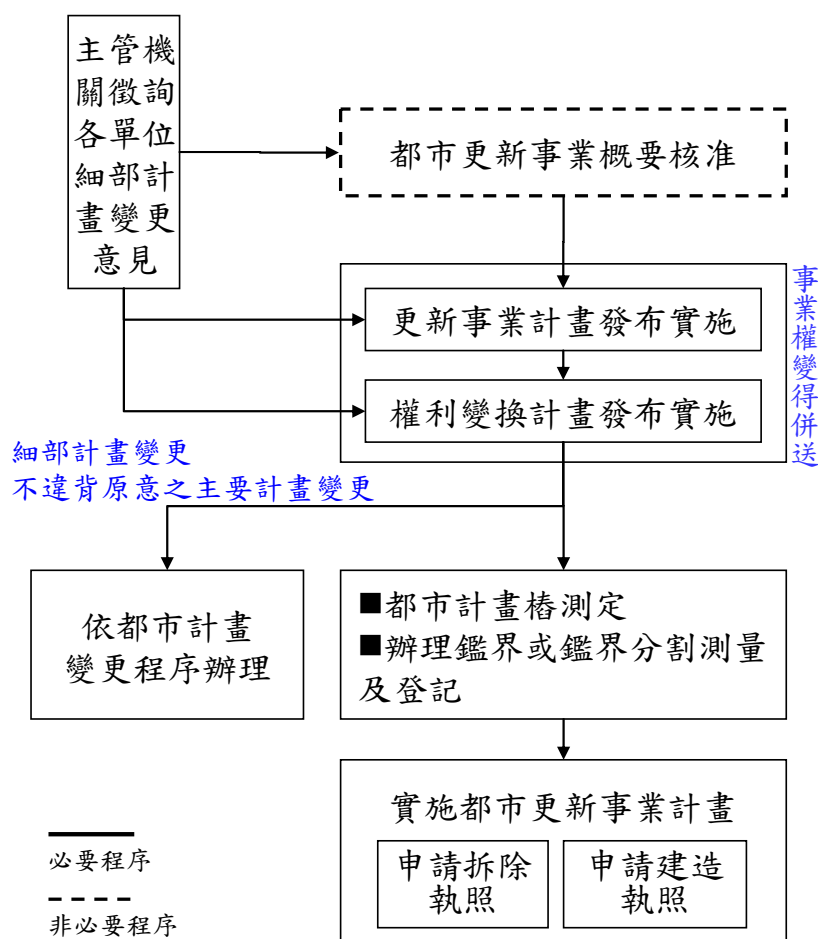 主管機
關徵詢
各單位
細部計
畫變更
意見
都市更新事業概要核准
更新事業計畫發布實施
權利變換計畫發布實施
事業權變得併送
細部計畫變更
不違背原意之主要計畫變更
依都市計畫
變更程序辦理
■都市計畫樁測定
■辦理鑑界或鑑界分割測量
及登記
實施都市更新事業計畫
申請拆除
執照
申請建造
執照
必要程序
非必要程序